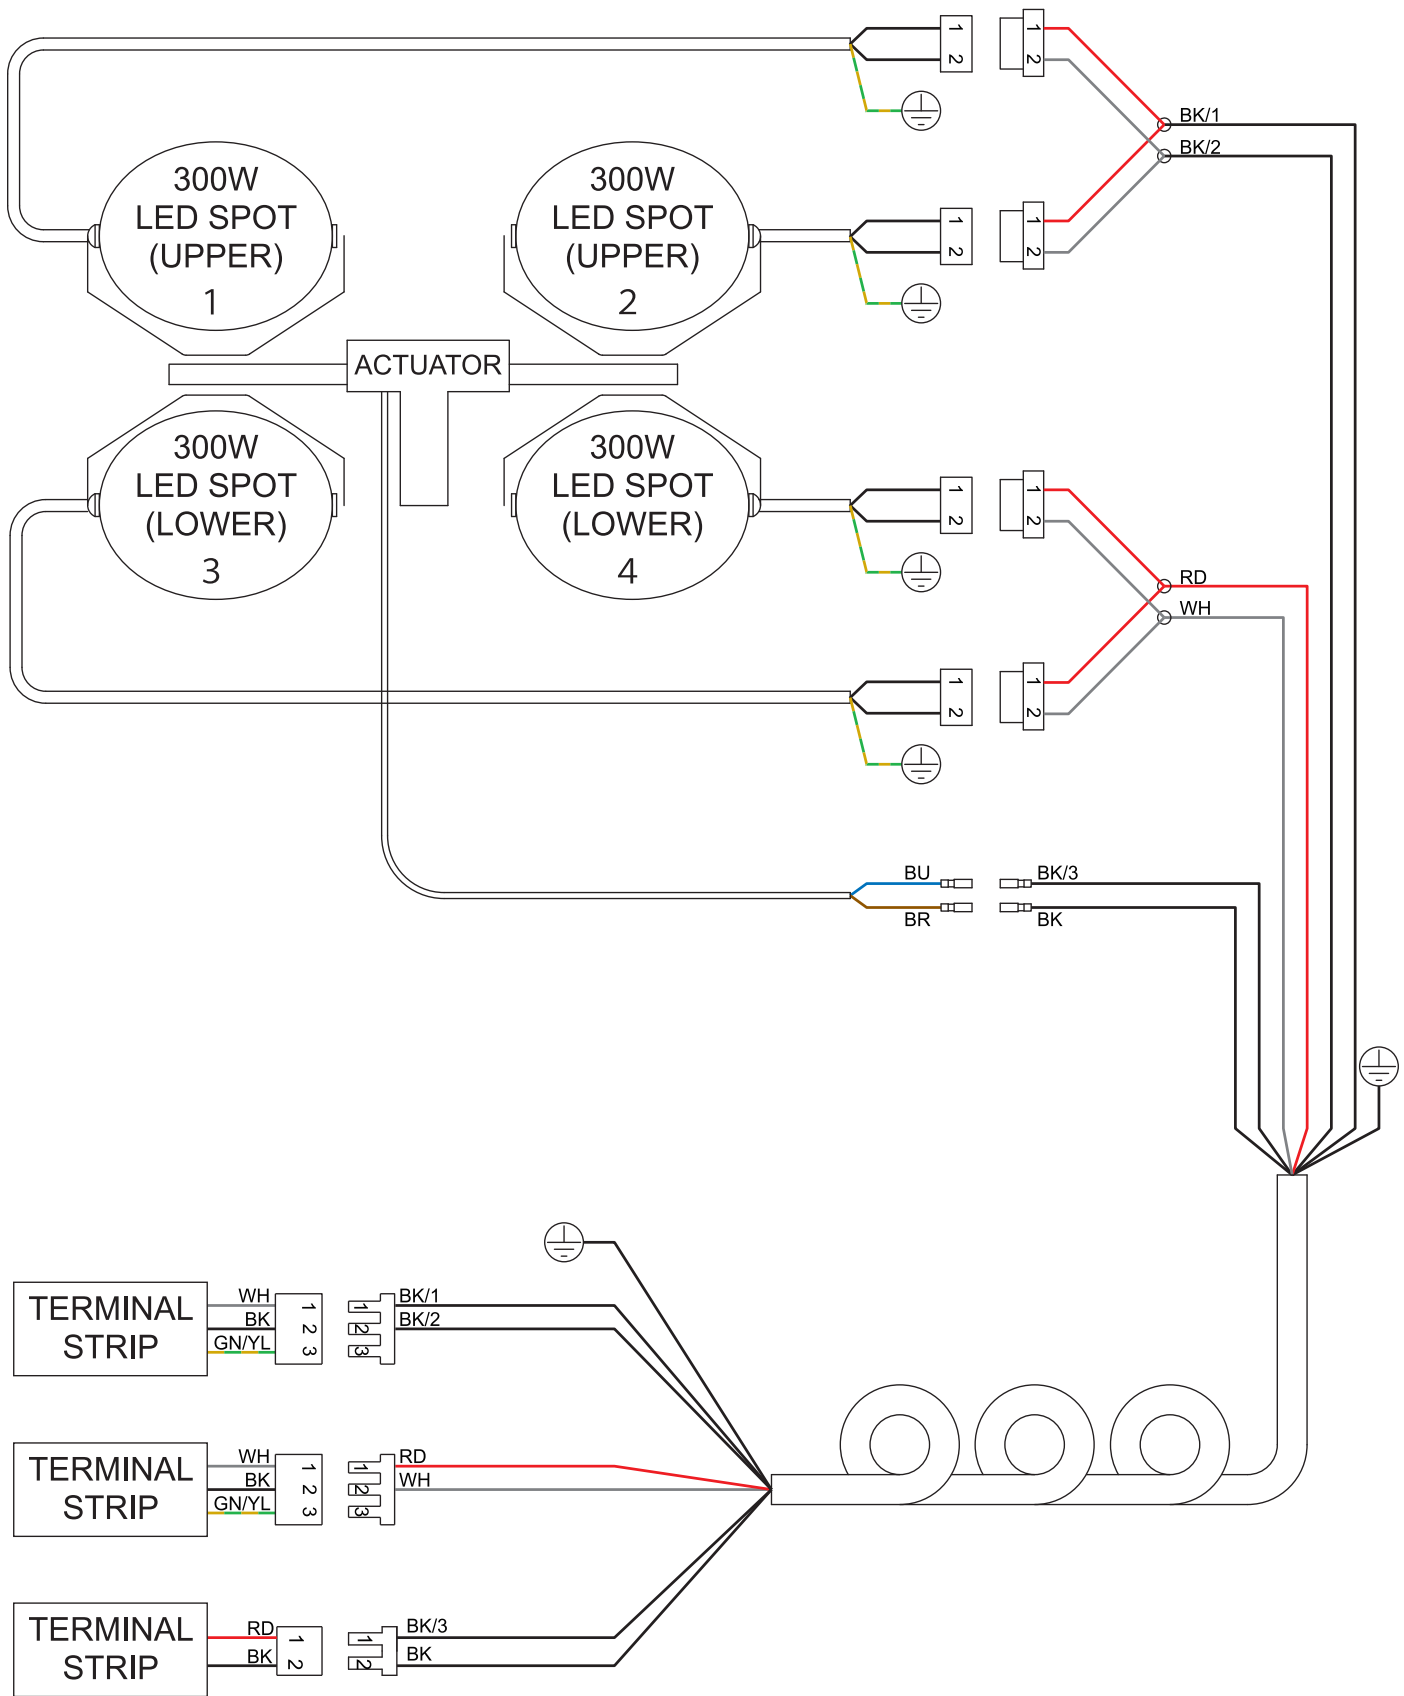 1
2
1
2
BK/1
BK/2
300W
LED SPOT
(UPPER)
1
300W
LED SPOT
(UPPER)
2
1
2
1
2
ACTUATOR
300W
LED SPOT
(LOWER)
3
300W
LED SPOT
(LOWER)
4
1
2
1
2
RD
WH
1
2
1
2
BU
BR
BK/3
BK
TERMINAL
STRIP
WH
BK
GN/YL
1
2
3
1
2
3
BK/1
BK/2
TERMINAL
STRIP
WH
BK
GN/YL
1
2
3
1
2
3
RD
WH
TERMINAL
STRIP
RD
BK
1
2
1
2
BK/3
BK